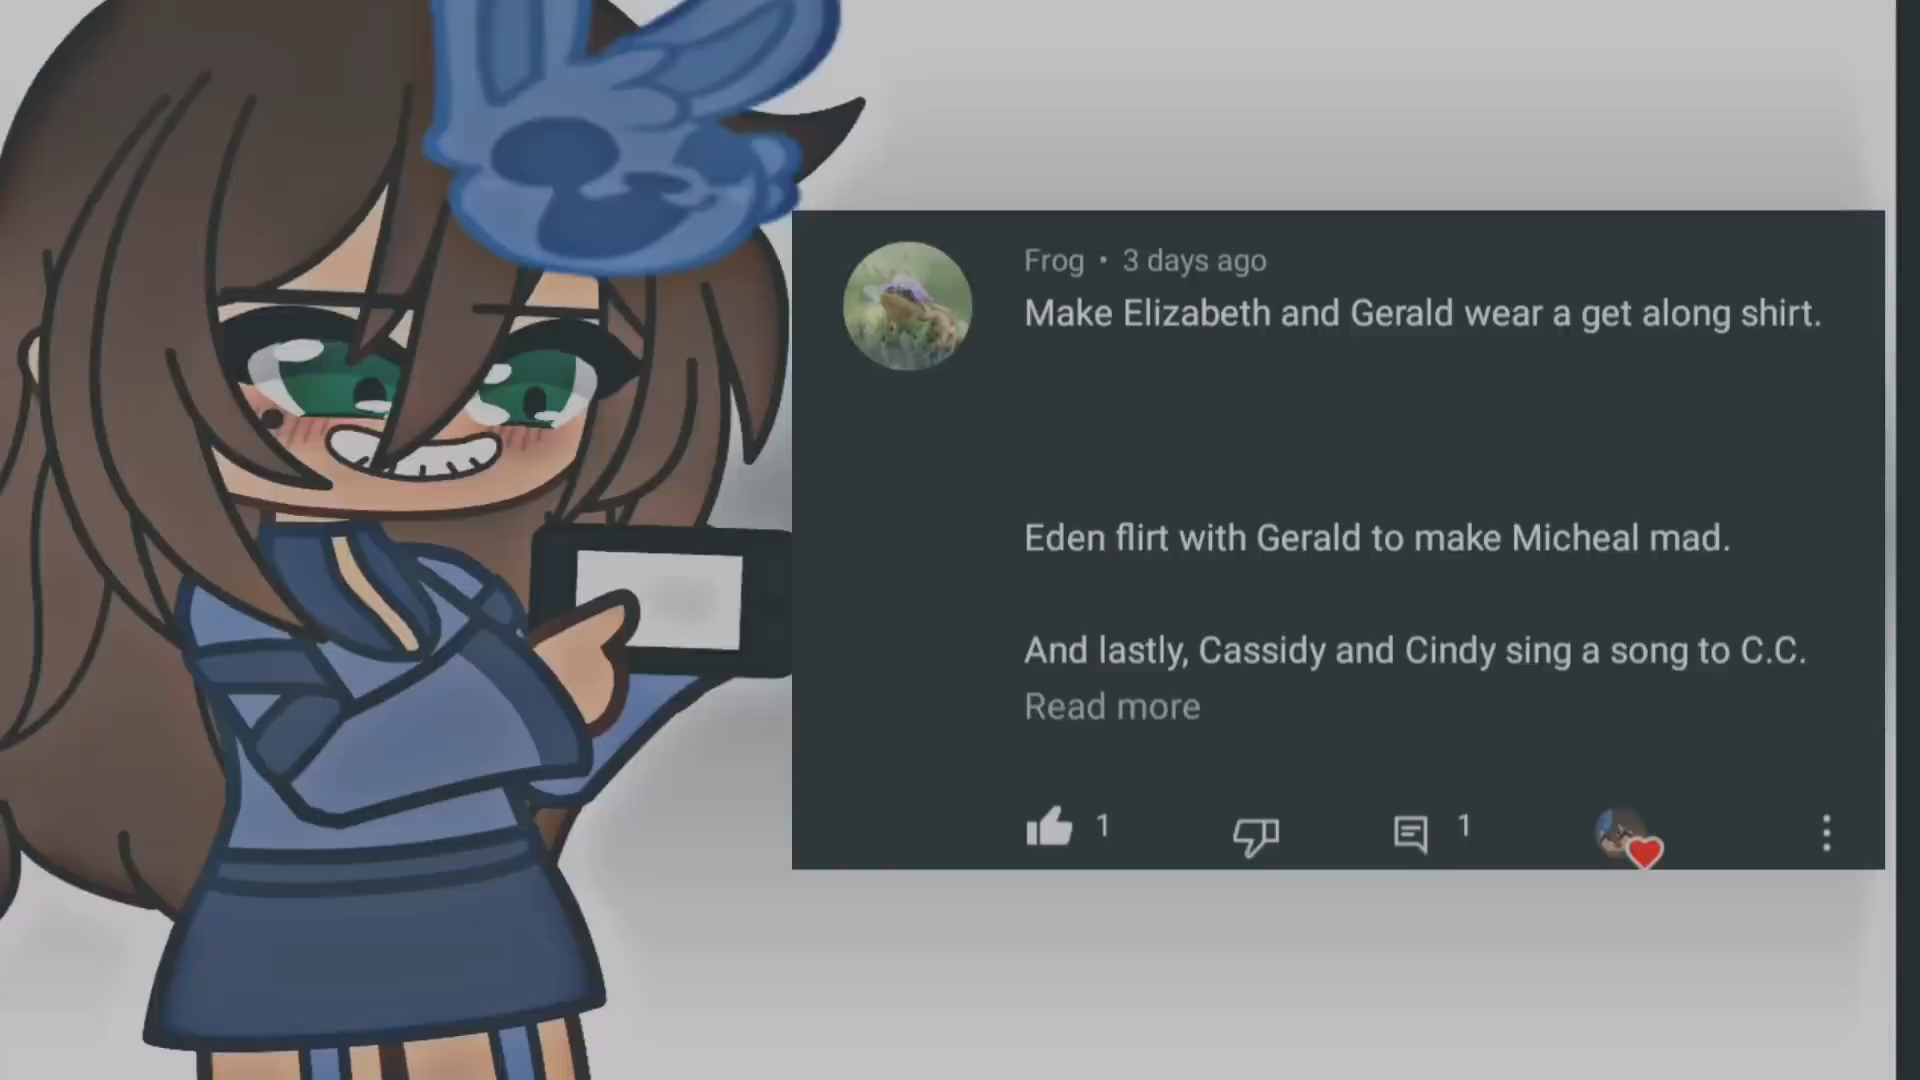 Frog • 3 days ago
Make Elizabeth and Gerald wear a get along shirt.
Eden flirt with Gerald to make Micheal mad.
And lastly, Cassidy and Cindy sing a song to C.C.
Read more
1
1